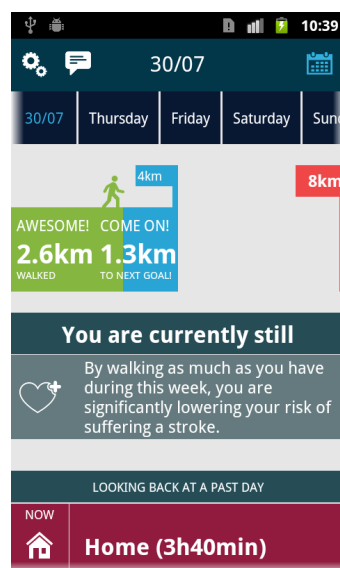 10:39
30/07
30/07 Thursday Friday Saturday Sun
4km
8km
AWESOME! COME ON!
2.6km 1.3km
WALKED TO NEXT GOAL!
You are currently still
By walking as much as you have
during this week, you are
significantly lowering your risk of
suffering a stroke.
LOOKING BACK AT A PAST DAY
NOW
Home (3h40min)